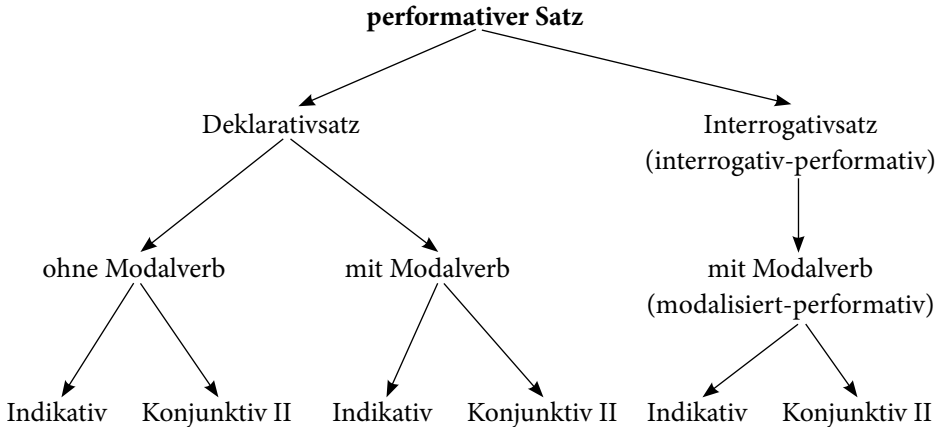 performativer Satz
Deklarativsatz
Interrogativsatz
(interrogativ-performativ)
ohne Modalverb
mit Modalverb
mit Modalverb
(modalisiert-performativ)
Indikativ
Konjunktiv II
Indikativ
Konjunktiv II
Indikativ
Konjunktiv II